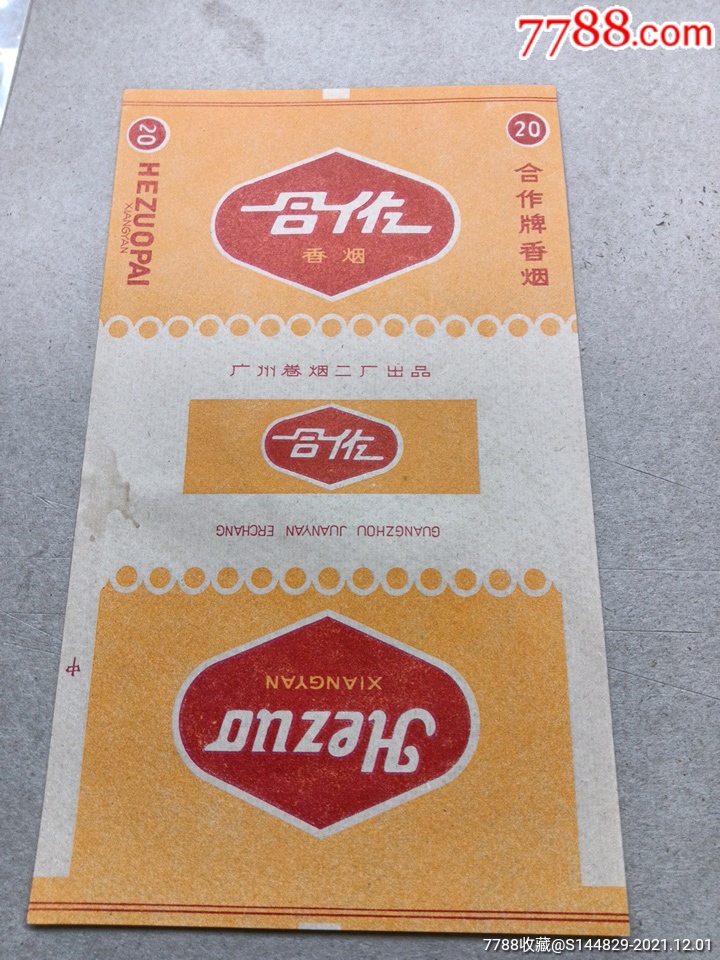 7788.com
20
HEZUOPAI
XIANGYAN
合作
香烟
20
合作牌香烟
广州卷烟二厂出品
合作
GUANGZHOU JUANYAN ERCHANG
中
XIANGYAN
Hezuo
7788收藏@S144829-2021.12.01